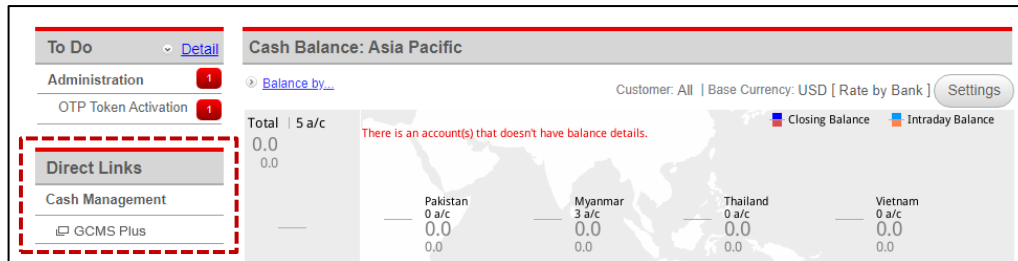 To Do
Detail
Administration 1
OTP Token Activation 1
Direct Links
Cash Management
GCMS Plus
Cash Balance: Asia Pacific
Balance by...
Customer: All | Base Currency: USD [ Rate by Bank ] Settings
Total | 5 a/c
0.0
0.0
There is an account(s) that doesn't have balance details.
Closing Balance Intraday Balance
Pakistan
0 a/c
0.0
0.0
Myanmar
3 a/c
0.0
0.0
Thailand
0 a/c
0.0
0.0
Vietnam
0 a/c
0.0
0.0